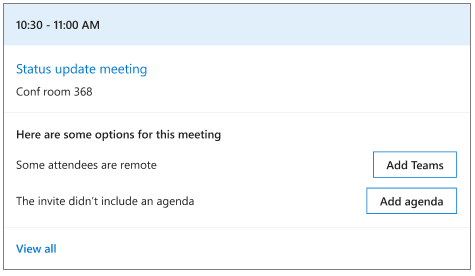 10:30 - 11:00 AM
Status update meeting
Conf room 368
Here are some options for this meeting
Some attendees are remote
Add Teams
The invite didn’t include an agenda
Add agenda
View all